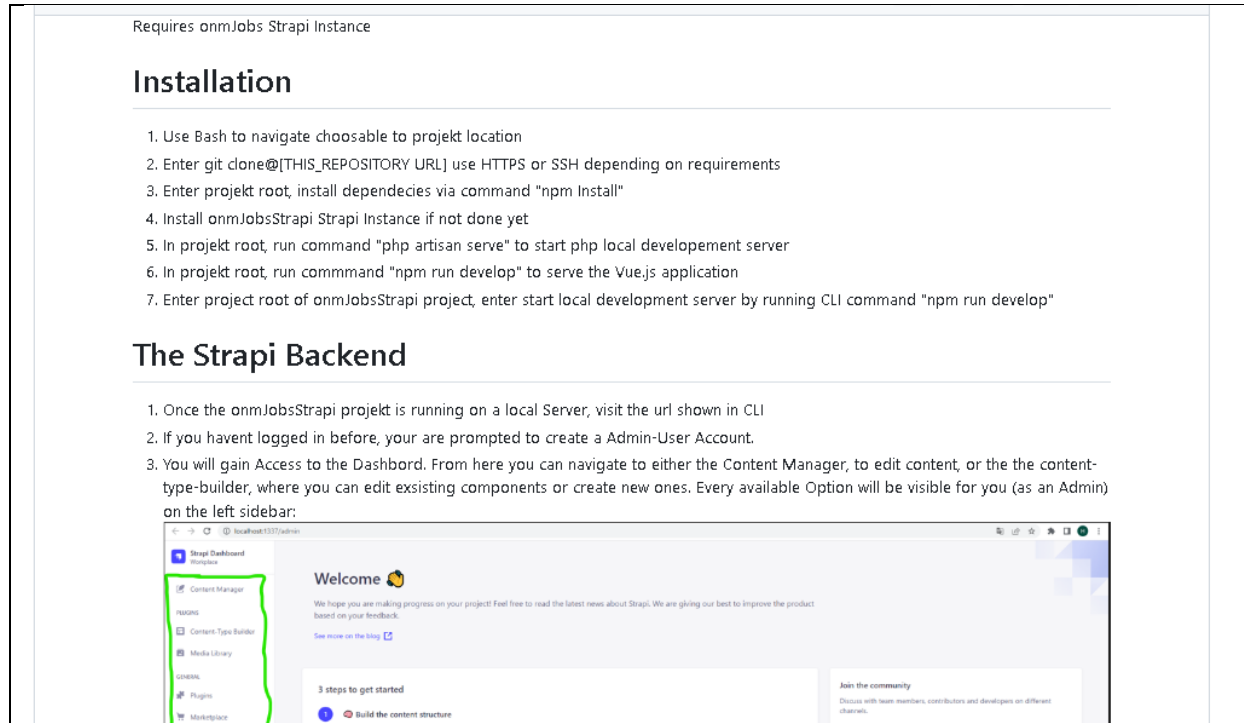 Requires onmJobs Strapi Instance
Installation
1. Use Bash to navigate choosable to projekt location
2. Enter git clone@[THIS_REPOSITORY URL] use HTTPS or SSH depending on requirements
3. Enter projekt root, install dependecies via command "npm Install"
4. Install onmJobsStrapi Strapi Instance if not done yet
5. In projekt root, run command "php artisan serve" to start php local developement server
6. In projekt root, run commmand "npm run develop" to serve the Vue.js application
7. Enter project root of onmJobsStrapi project, enter start local development server by running CLI command "npm run develop"
The Strapi Backend
1. Once the onmJobsStrapi projekt is running on a local Server, visit the url shown in CLI
2. If you havent logged in before, your are prompted to create a Admin-User Account.
3. You will gain Access to the Dashbord. From here you can navigate to either the Content Manager, to edit content, or the the content-
type-builder, where you can edit exsisting components or create new ones. Every available Option will be visible for you (as an Admin)
on the left sidebar:
localhost:1337/admin
H
Strapi Dashboard
Workplace
Content Manager
PLUGINS
Content-Type Builder
Media Library
GENERAL
Plugins
Marketplace
Welcome
We hope you are making progress on your project! Feel free to read the latest news about Strapi. We are giving our best to improve the product
based on your feedback.
See more on the blog
3 steps to get started
1 Build the content structure
Join the community
Discuss with team members, contributors and developers on different
channels.